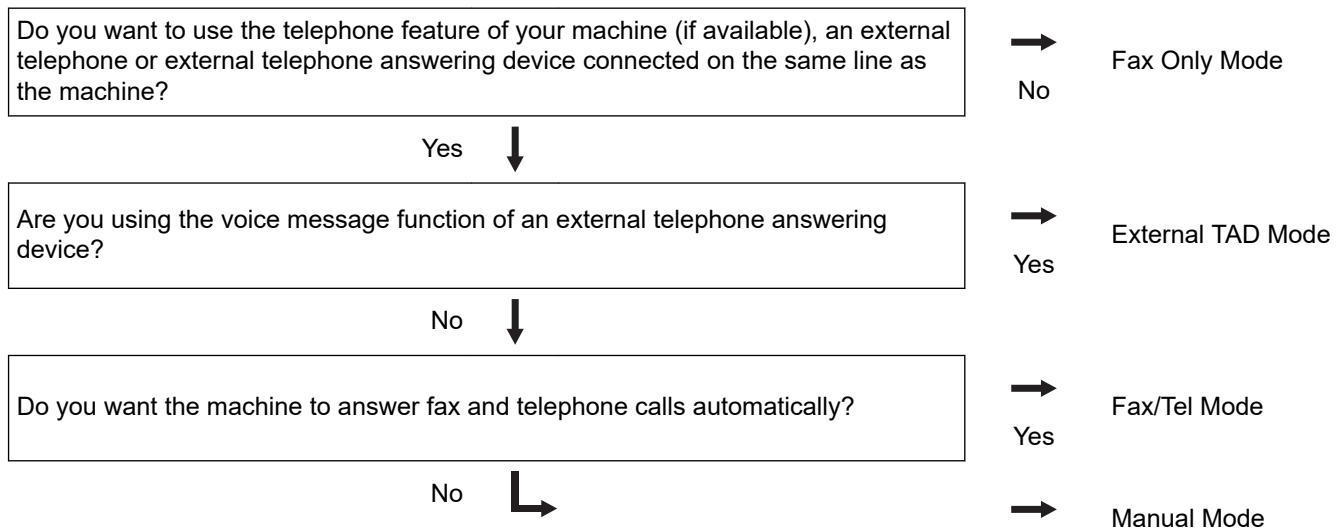 Do you want to use the telephone feature of your machine (if available), an external
telephone or external telephone answering device connected on the same line as
the machine?
No
Fax Only Mode
Yes
Are you using the voice message function of an external telephone answering
device?
Yes
External TAD Mode
No
Do you want the machine to answer fax and telephone calls automatically?
Yes
Fax/Tel Mode
No
Manual Mode